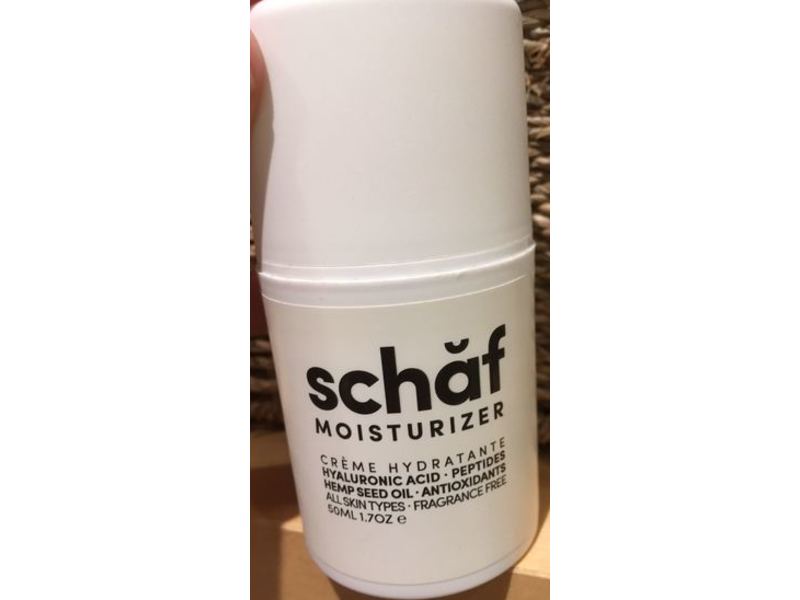 schăf
MOISTURIZER
CRÈME HYDRATANTE
HYALURONIC ACID · PEPTIDES
HEMP SEED OIL · ANTIOXIDANTS
ALL SKIN TYPES · FRAGRANCE FREE
50ML 1.7OZ ℮